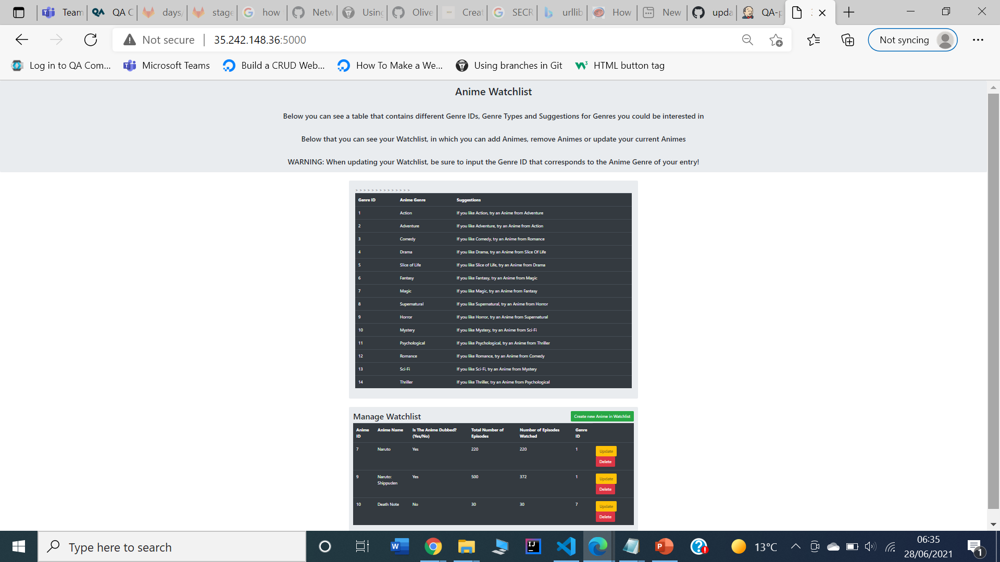 Team
QA C
days/
stage
how
Netw
Using
Olive
Creat
SECR
urllib
How
New
upda
QA-p
Not secure
35.242.148.36:5000
Not syncing
Log in to QA Com...
Microsoft Teams
Build a CRUD Web...
How To Make a We...
Using branches in Git
HTML button tag
Anime Watchlist
Below you can see a table that contains different Genre IDs, Genre Types and Suggestions for Genres you could be interested in
Below that you can see your Watchlist, in which you can add Animes, remove Animes or update your current Animes
WARNING: When updating your Watchlist, be sure to input the Genre ID that corresponds to the Anime Genre of your entry!
> > > > > > > > > > > > > >
Genre ID Anime Genre Suggestions
1 Action If you like Action, try an Anime from Adventure
2 Adventure If you like Adventure, try an Anime from Action
3 Comedy If you like Comedy, try an Anime from Romance
4 Drama If you like Drama, try an Anime from Slice Of Life
5 Slice of Life If you like Slice of Life, try an Anime from Drama
6 Fantasy If you like Fantasy, try an Anime from Magic
7 Magic If you like Magic, try an Anime from Fantasy
8 Supernatural If you like Supernatural, try an Anime from Horror
9 Horror If you like Horror, try an Anime from Supernatural
10 Mystery If you like Mystery, try an Anime from Sci-Fi
11 Psychological If you like Psychological, try an Anime from Thriller
12 Romance If you like Romance, try an Anime from Comedy
13 Sci-Fi If you like Sci-Fi, try an Anime from Mystery
14 Thriller If you like Thriller, try an Anime from Psychological
Manage Watchlist
Create new Anime in Watchlist
Anime Anime Name Is The Anime Dubbed? Total Number of Number of Episodes Genre
ID (Yes/No) Episodes Watched ID
7 Naruto Yes 220 220 1 Update
Delete
9 Naruto: Yes 500 372 1 Update
Shippuden
Delete
10 Death Note No 30 30 7 Update
Delete
Type here to search
13°C
06:35
28/06/2021
1